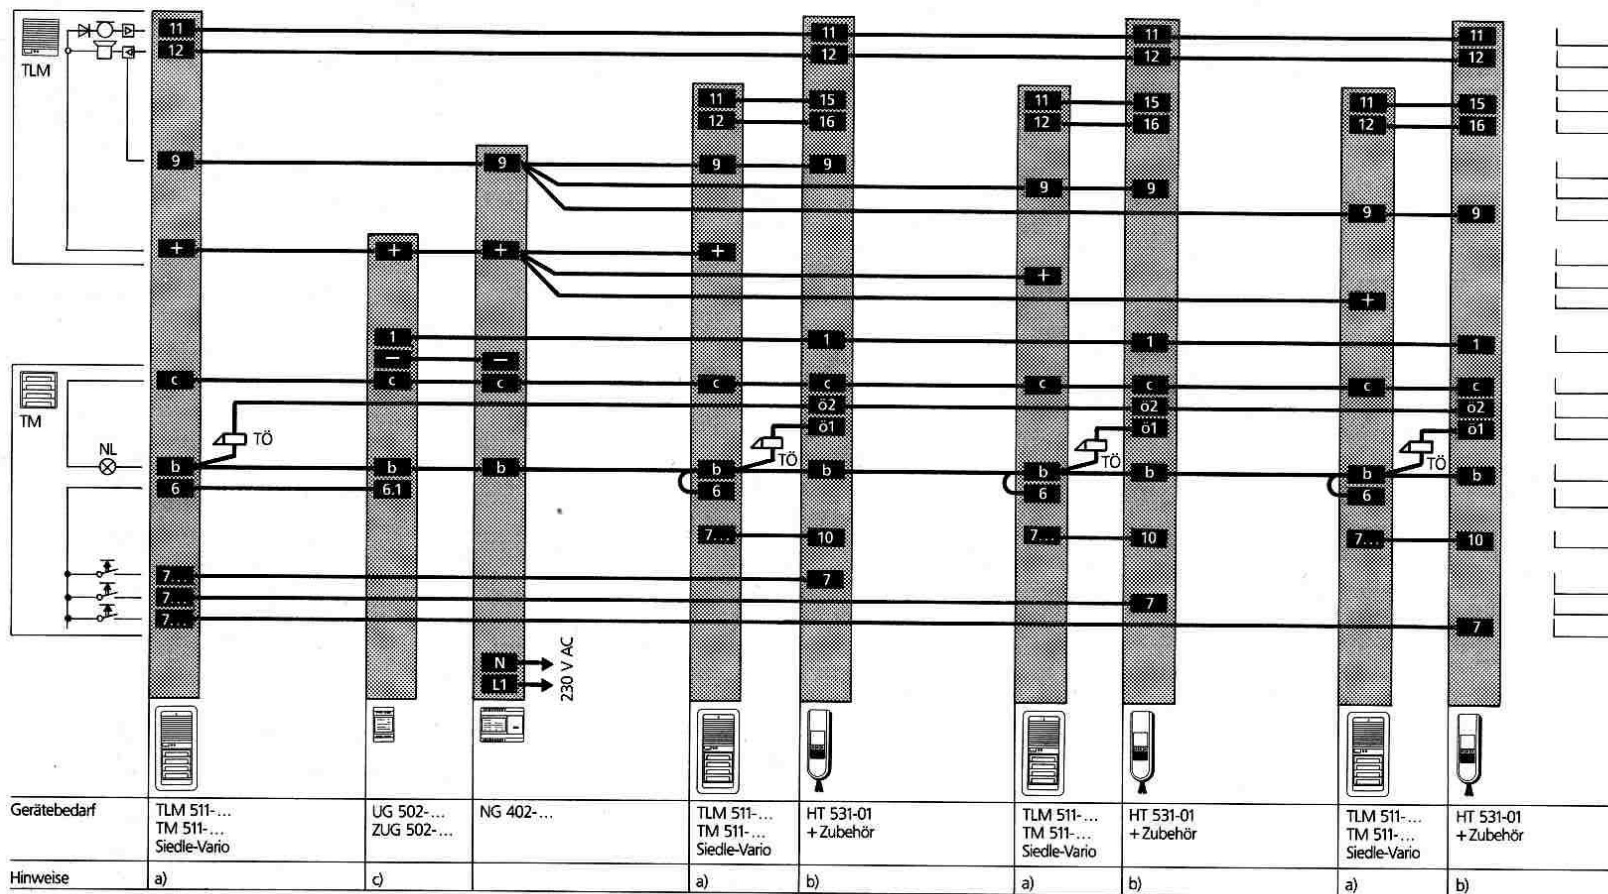 TLM
11
11
11
11
12
12
12
12
11
15
11
15
11
15
12
16
12
16
12
16
9
9
9
9
9
9
9
9
+
+
+
+
+
+
1
1
1
1
−
−
TM
c
c
c
c
c
c
c
c
c
ö2
ö2
ö2
ö1
ö1
ö1
TÖ
TÖ
TÖ
TÖ
NL
b
b
b
b
b
b
b
b
b
6
6.1
6
6
6
7...
10
7...
10
7...
10
7...
7
7...
7
7...
7
N
L1
230 V AC
Gerätebedarf
TLM 511-...
TM 511-...
Siedle-Vario
UG 502-...
ZUG 502-...
NG 402-...
TLM 511-...
TM 511-...
Siedle-Vario
HT 531-01
+Zubehör
TLM 511-...
TM 511-...
Siedle-Vario
HT 531-01
+Zubehör
TLM 511-...
TM 511-...
Siedle-Vario
HT 531-01
+Zubehör
Hinweise
a)
c)
a)
b)
a)
b)
a)
b)